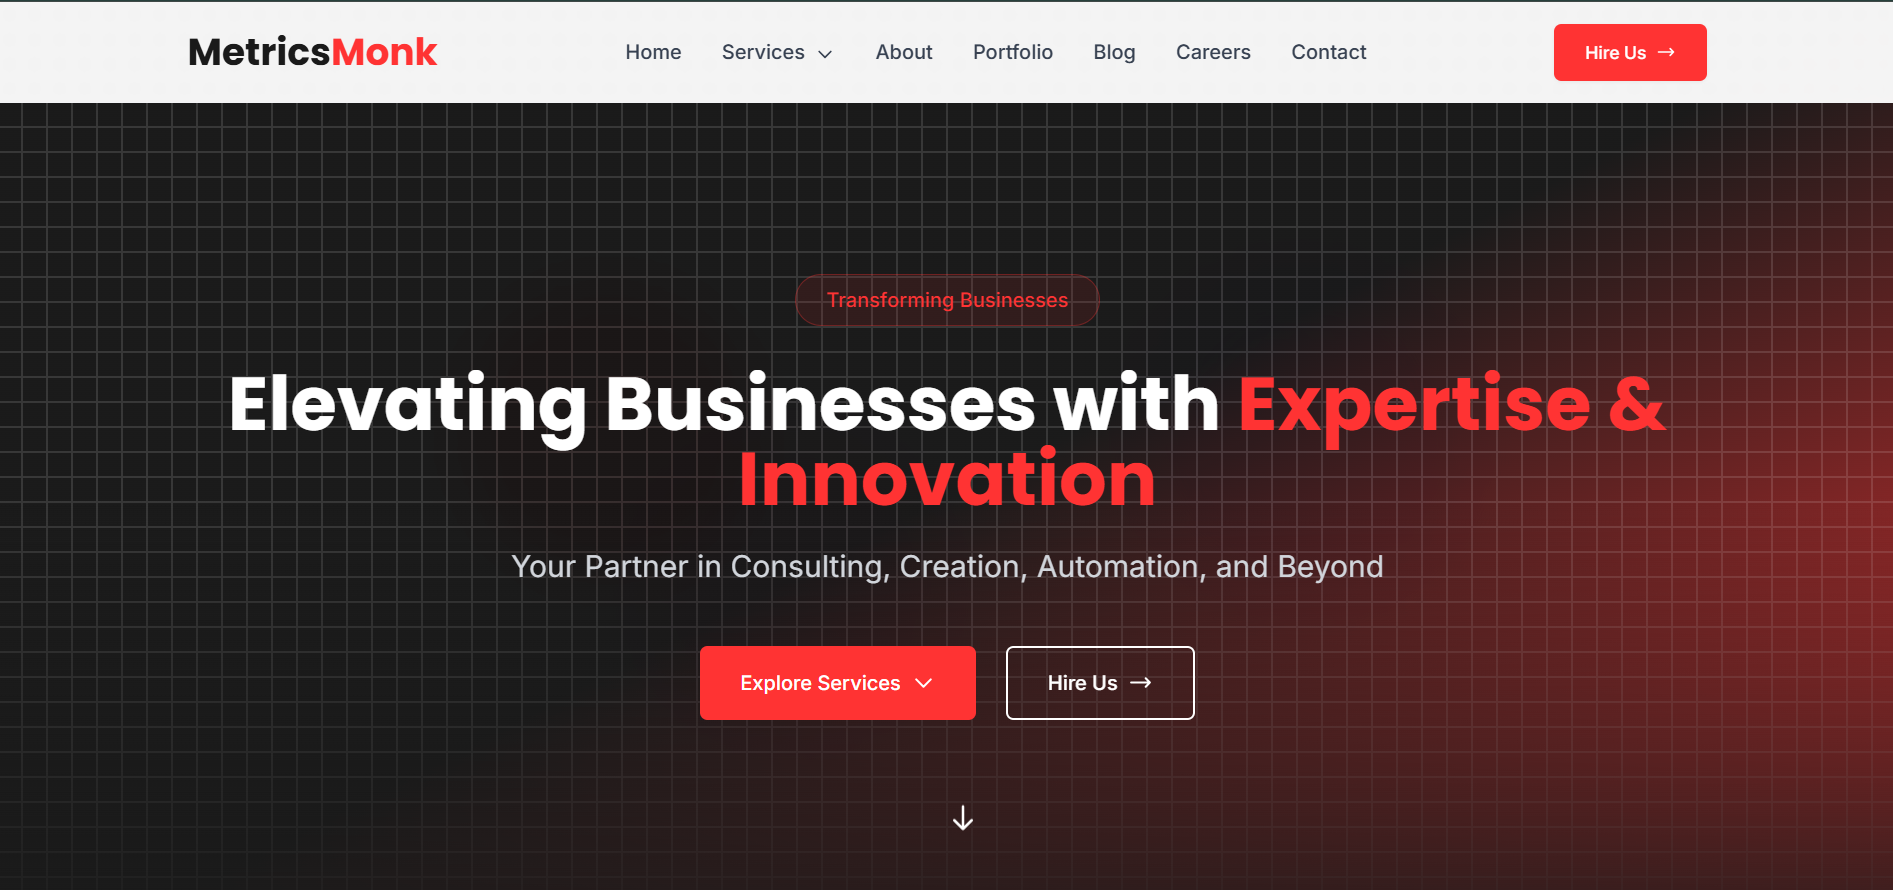 MetricsMonk
Home Services About Portfolio Blog Careers Contact
Hire Us
Transforming Businesses
Elevating Businesses with Expertise &
Innovation
Your Partner in Consulting, Creation, Automation, and Beyond
Explore Services
Hire Us